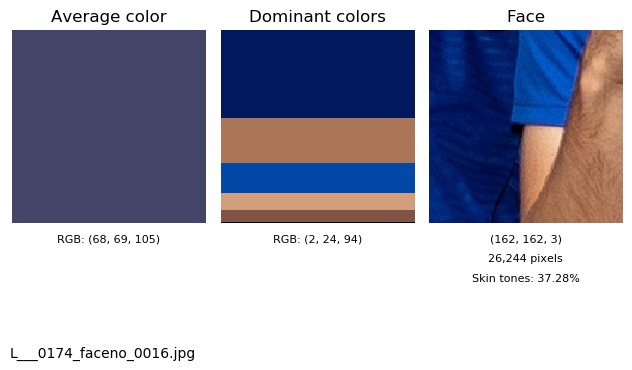 Average color
Dominant colors
Face
RGB: (68, 69, 105)
RGB: (2, 24, 94)
(162, 162, 3)
26,244 pixels
Skin tones: 37.28%
L___0174_faceno_0016.jpg